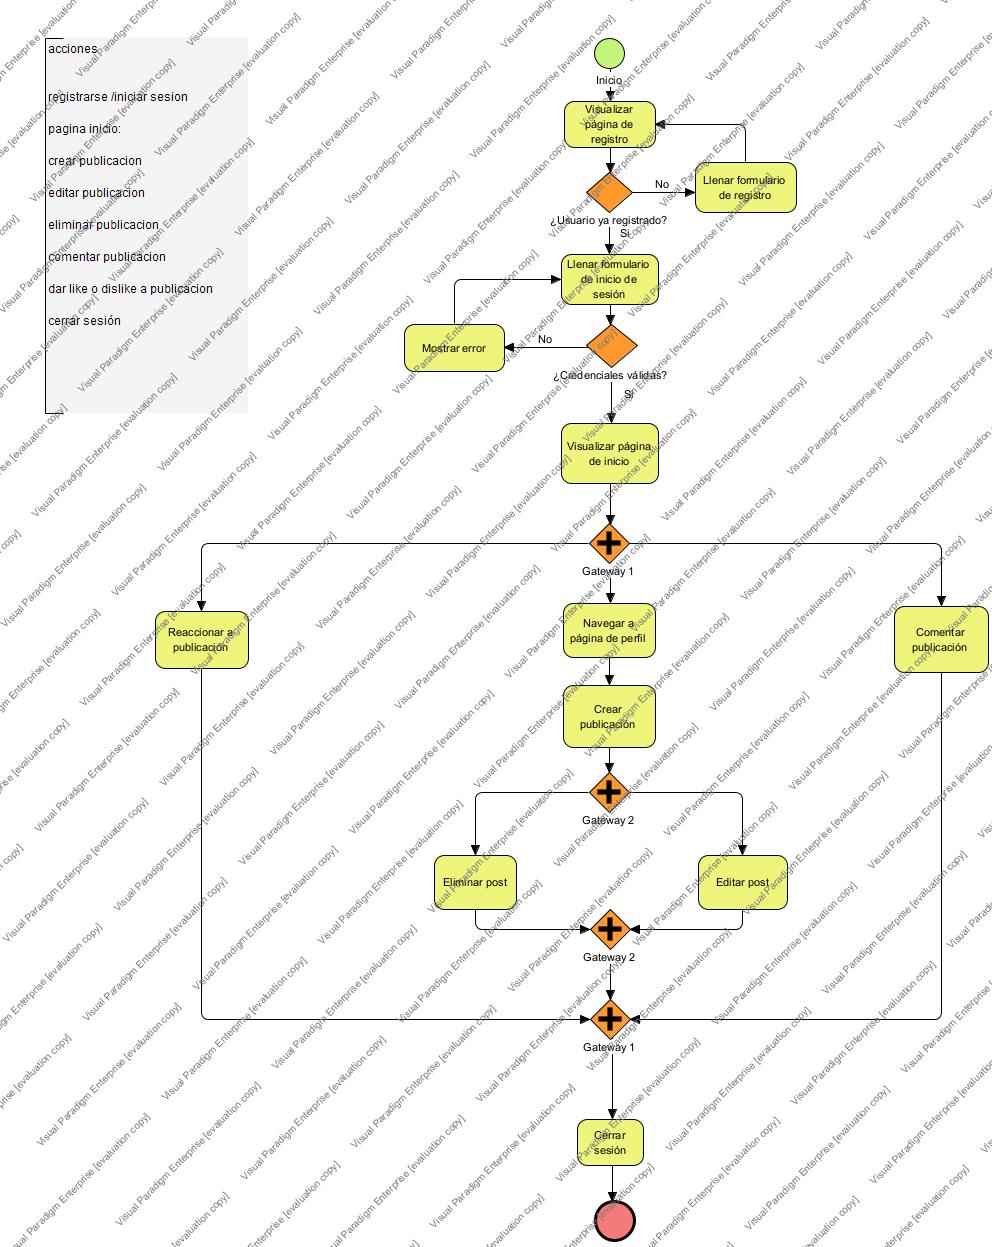 acciones
registrarse /iniciar sesion
pagina inicio:
crear publicacion
editar publicacion
eliminar publicacion
comentar publicacion
dar like o dislike a publicacion
cerrar sesión
Inicio
Visualizar
página de
registro
No
Llenar formulario
de registro
¿Usuario ya registrado?
Si
Llenar formulario
de inicio de
sesión
No
Mostrar error
¿Credenciales válidas?
Si
Visualizar página
de inicio
Gateway 1
Reaccionar a
publicación
Navegar a
página de perfil
Comentar
publicación
Crear
publicación
Gateway 2
Eliminar post
Editar post
Gateway 2
Gateway 1
Cerrar
sesión
Visual Paradigm Enterprise [evaluation copy]